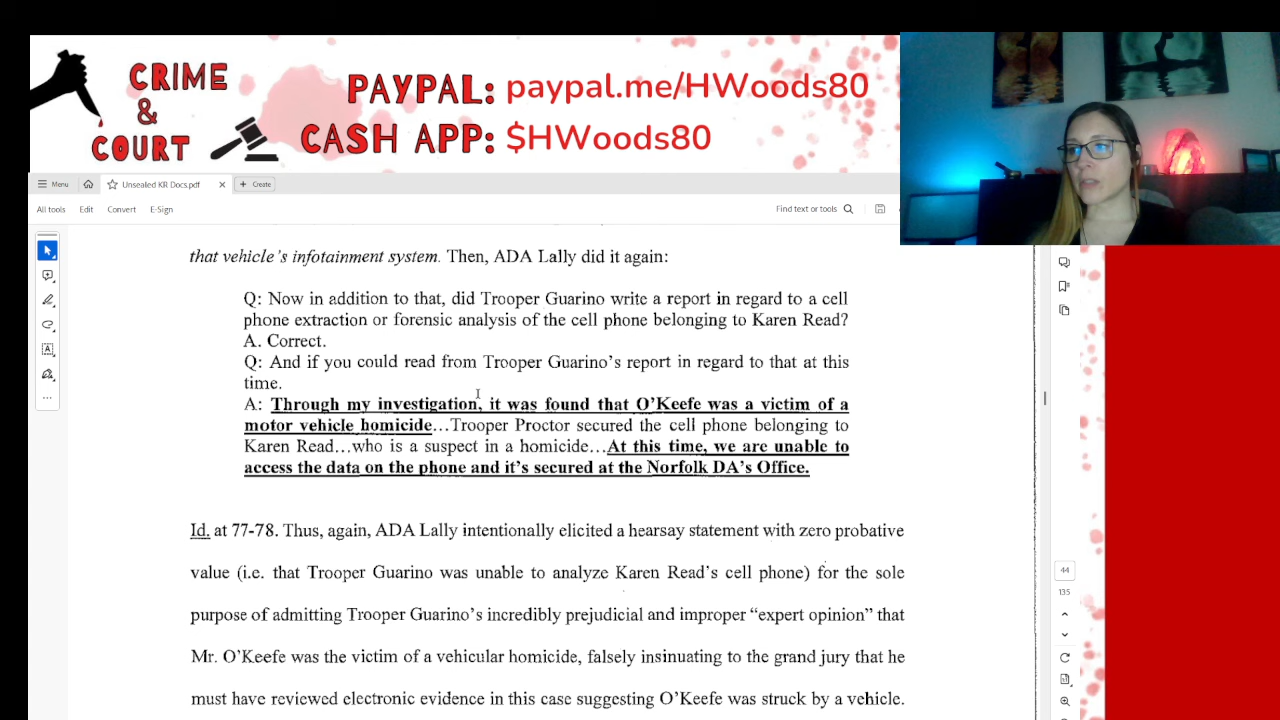 CRIME
&
COURT
PAYPAL: paypal.me/HWoods80
CASH APP: $HWoods80
Menu
Unsealed KR Docs.pdf
Create
All tools
Edit
Convert
E-Sign
Find text or tools
that vehicle's infotainment system. Then, ADA Lally did it again:
Q: Now in addition to that, did Trooper Guarino write a report in regard to a cell
phone extraction or forensic analysis of the cell phone belonging to Karen Read?
A. Correct.
Q: And if you could read from Trooper Guarino's report in regard to that at this
time.
A: Through my investigation, it was found that O'Keefe was a victim of a
motor vehicle homicide…Trooper Proctor secured the cell phone belonging to
Karen Read…who is a suspect in a homicide…At this time, we are unable to
access the data on the phone and it's secured at the Norfolk DA's Office.
Id. at 77-78. Thus, again, ADA Lally intentionally elicited a hearsay statement with zero probative
value (i.e. that Trooper Guarino was unable to analyze Karen Read's cell phone) for the sole
purpose of admitting Trooper Guarino's incredibly prejudicial and improper “expert opinion” that
Mr. O'Keefe was the victim of a vehicular homicide, falsely insinuating to the grand jury that he
must have reviewed electronic evidence in this case suggesting O'Keefe was struck by a vehicle.
44
135